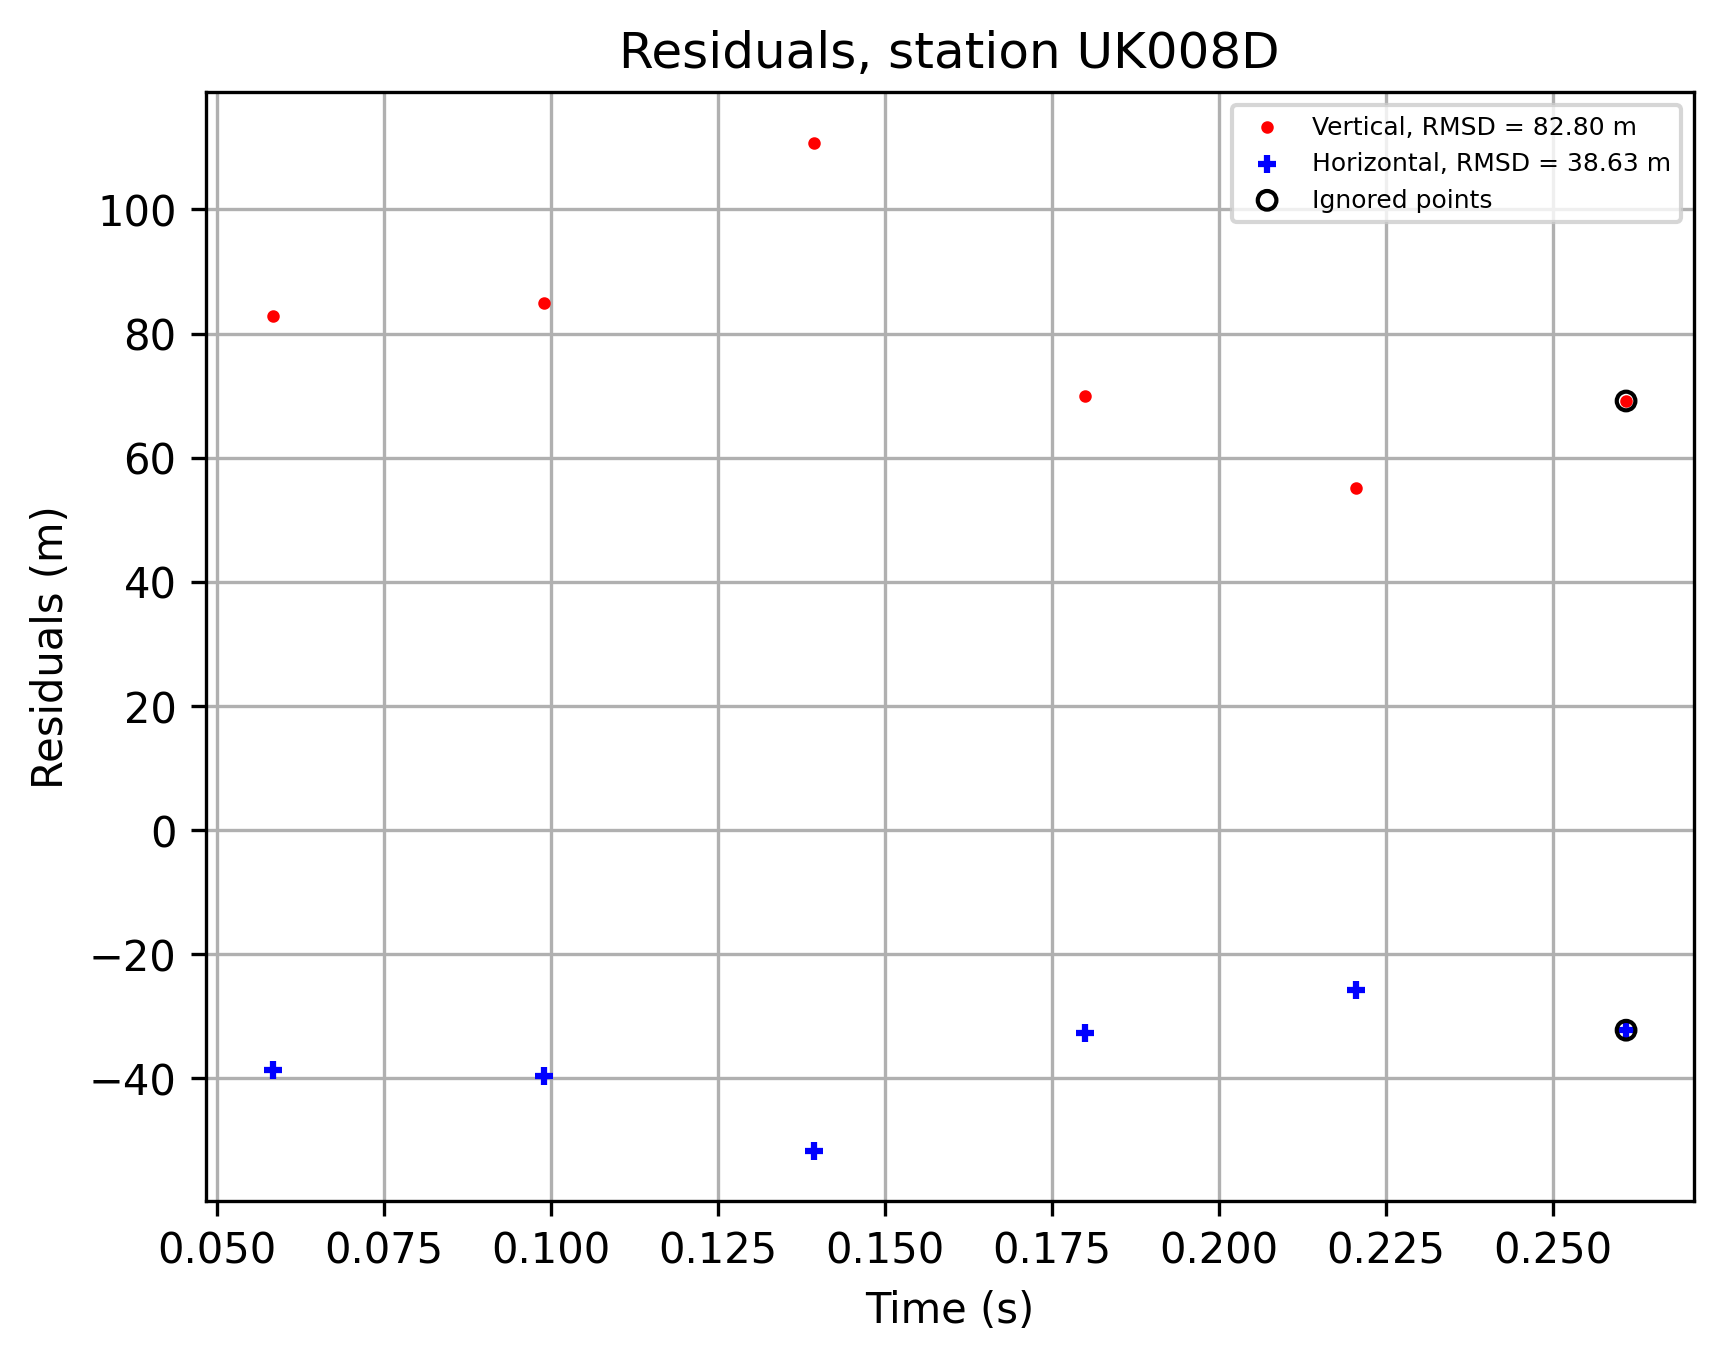 Residuals, station UK008D
Vertical, RMSD = 82.80 m
Horizontal, RMSD = 38.63 m
Ignored points
Residuals (m)
100
80
60
40
20
0
−20
−40
0.050 0.075 0.100 0.125 0.150 0.175 0.200 0.225 0.250
Time (s)